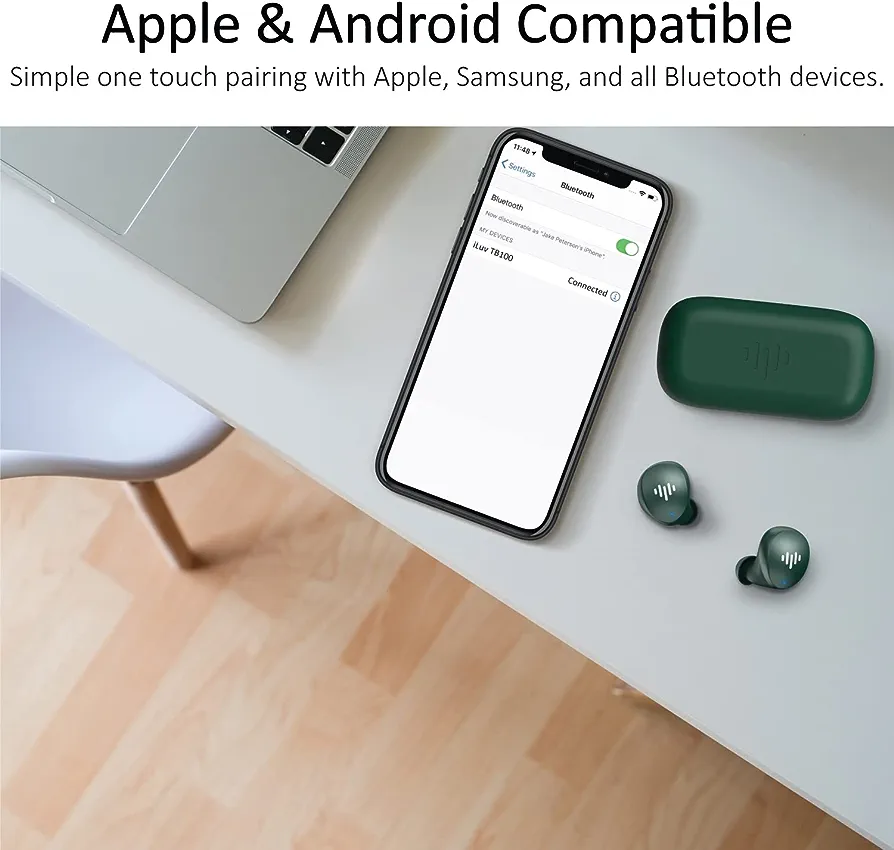 Apple & Android Compatible
Simple one touch pairing with Apple, Samsung, and all Bluetooth devices.
11:48
Settings
Bluetooth
Bluetooth
Now discoverable as "Jake Peterson's iPhone".
MY DEVICES
iLuv TB100
Connected